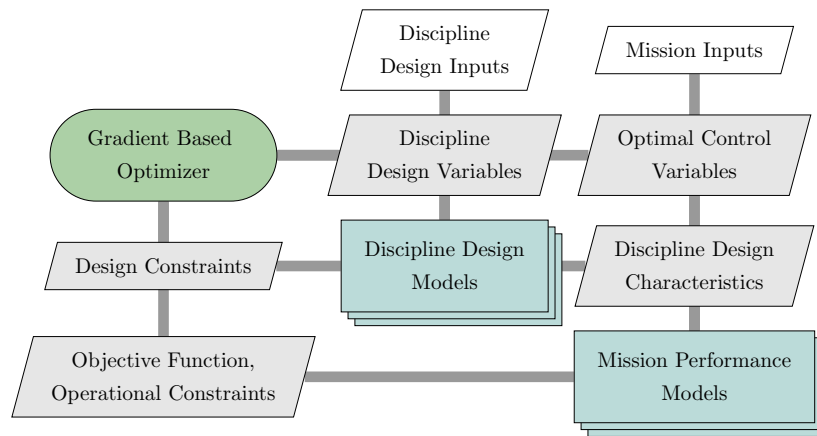 Discipline
Design Inputs
Mission Inputs
Gradient Based
Optimizer
Discipline
Design Variables
Optimal Control
Variables
Design Constraints
Discipline Design
Models
Discipline Design
Characteristics
Objective Function,
Operational Constraints
Mission Performance
Models